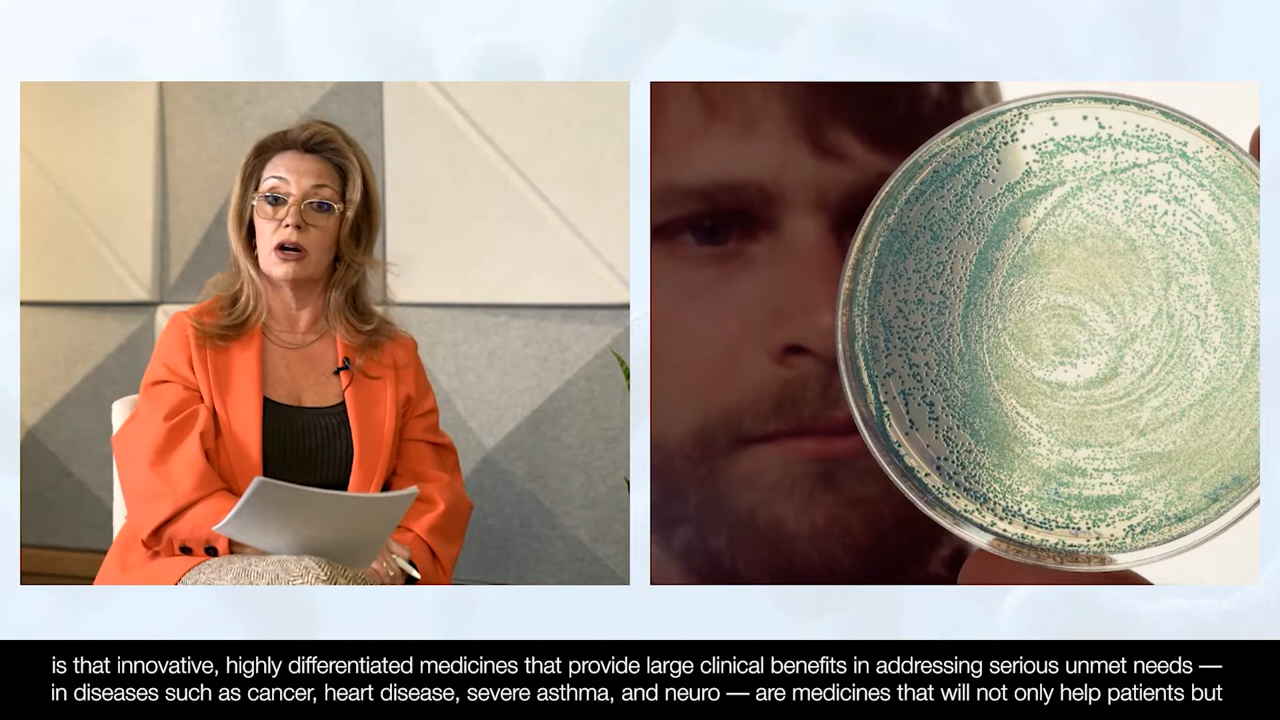 is that innovative, highly differentiated medicines that provide large clinical benefits in addressing serious unmet needs —
in diseases such as cancer, heart disease, severe asthma, and neuro — are medicines that will not only help patients but